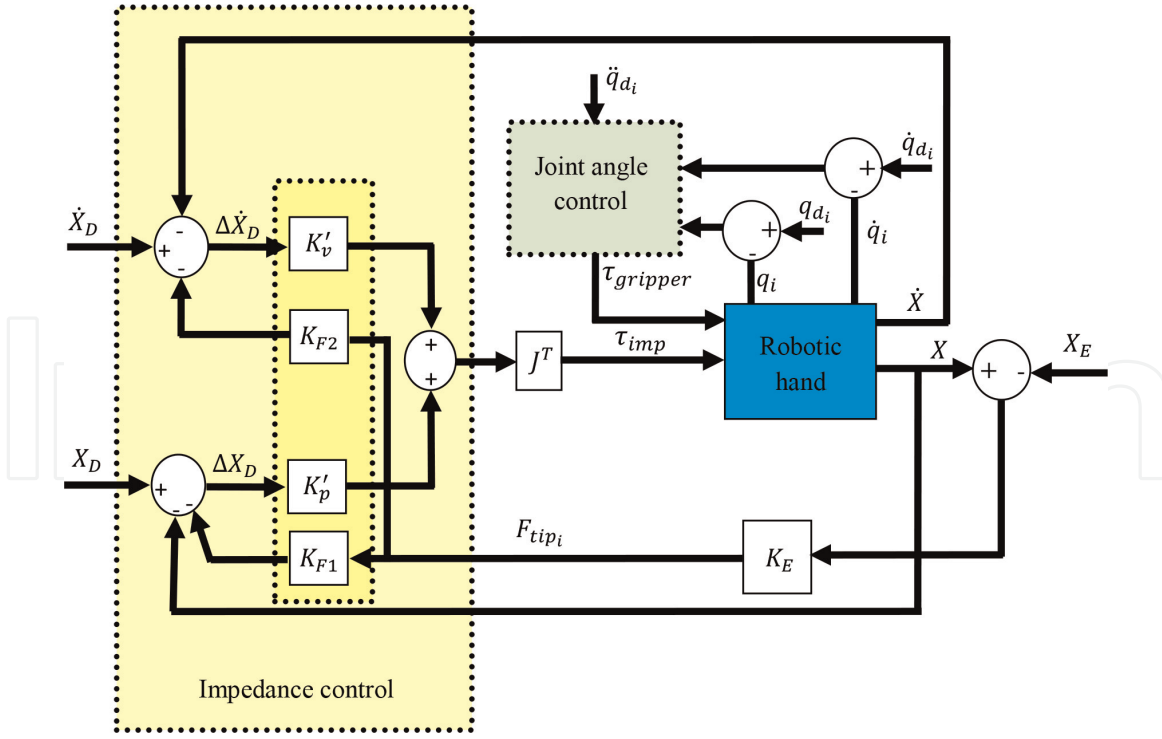 q̈_{d_i}
Joint angle
control
+
-
q̇_{d_i}
Ẋ_D
+
-
-
ΔẊ_D
K′_v
+
-
q_{d_i}
q̇_i
q_i
τ_{gripper}
Ẋ
K_{F2}
+
+
J^T
τ_{imp}
Robotic
hand
X
+
-
X_E
X_D
+
-
-
ΔX_D
K′_p
K_{F1}
F_{tip_i}
K_E
Impedance control